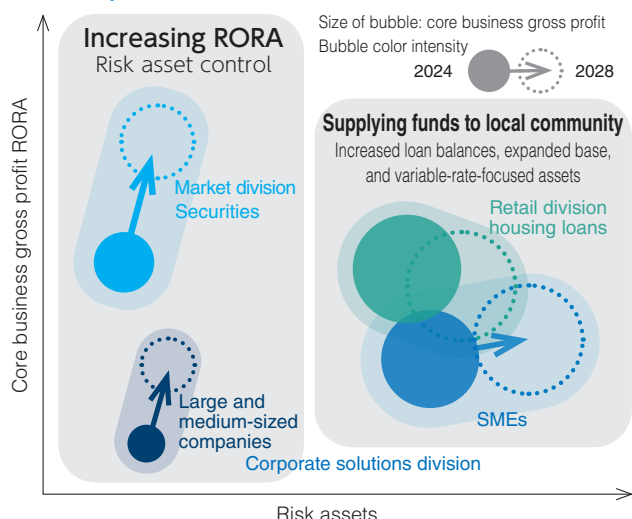 Size of bubble: core business gross profit
Bubble color intensity
2024
2028
Increasing RORA
Risk asset control
Supplying funds to local community
Increased loan balances, expanded base,
and variable-rate-focused assets
Market division
Securities
Retail division
housing loans
Large and
medium-sized
companies
SMEs
Corporate solutions division
Core business gross profit RORA
Risk assets